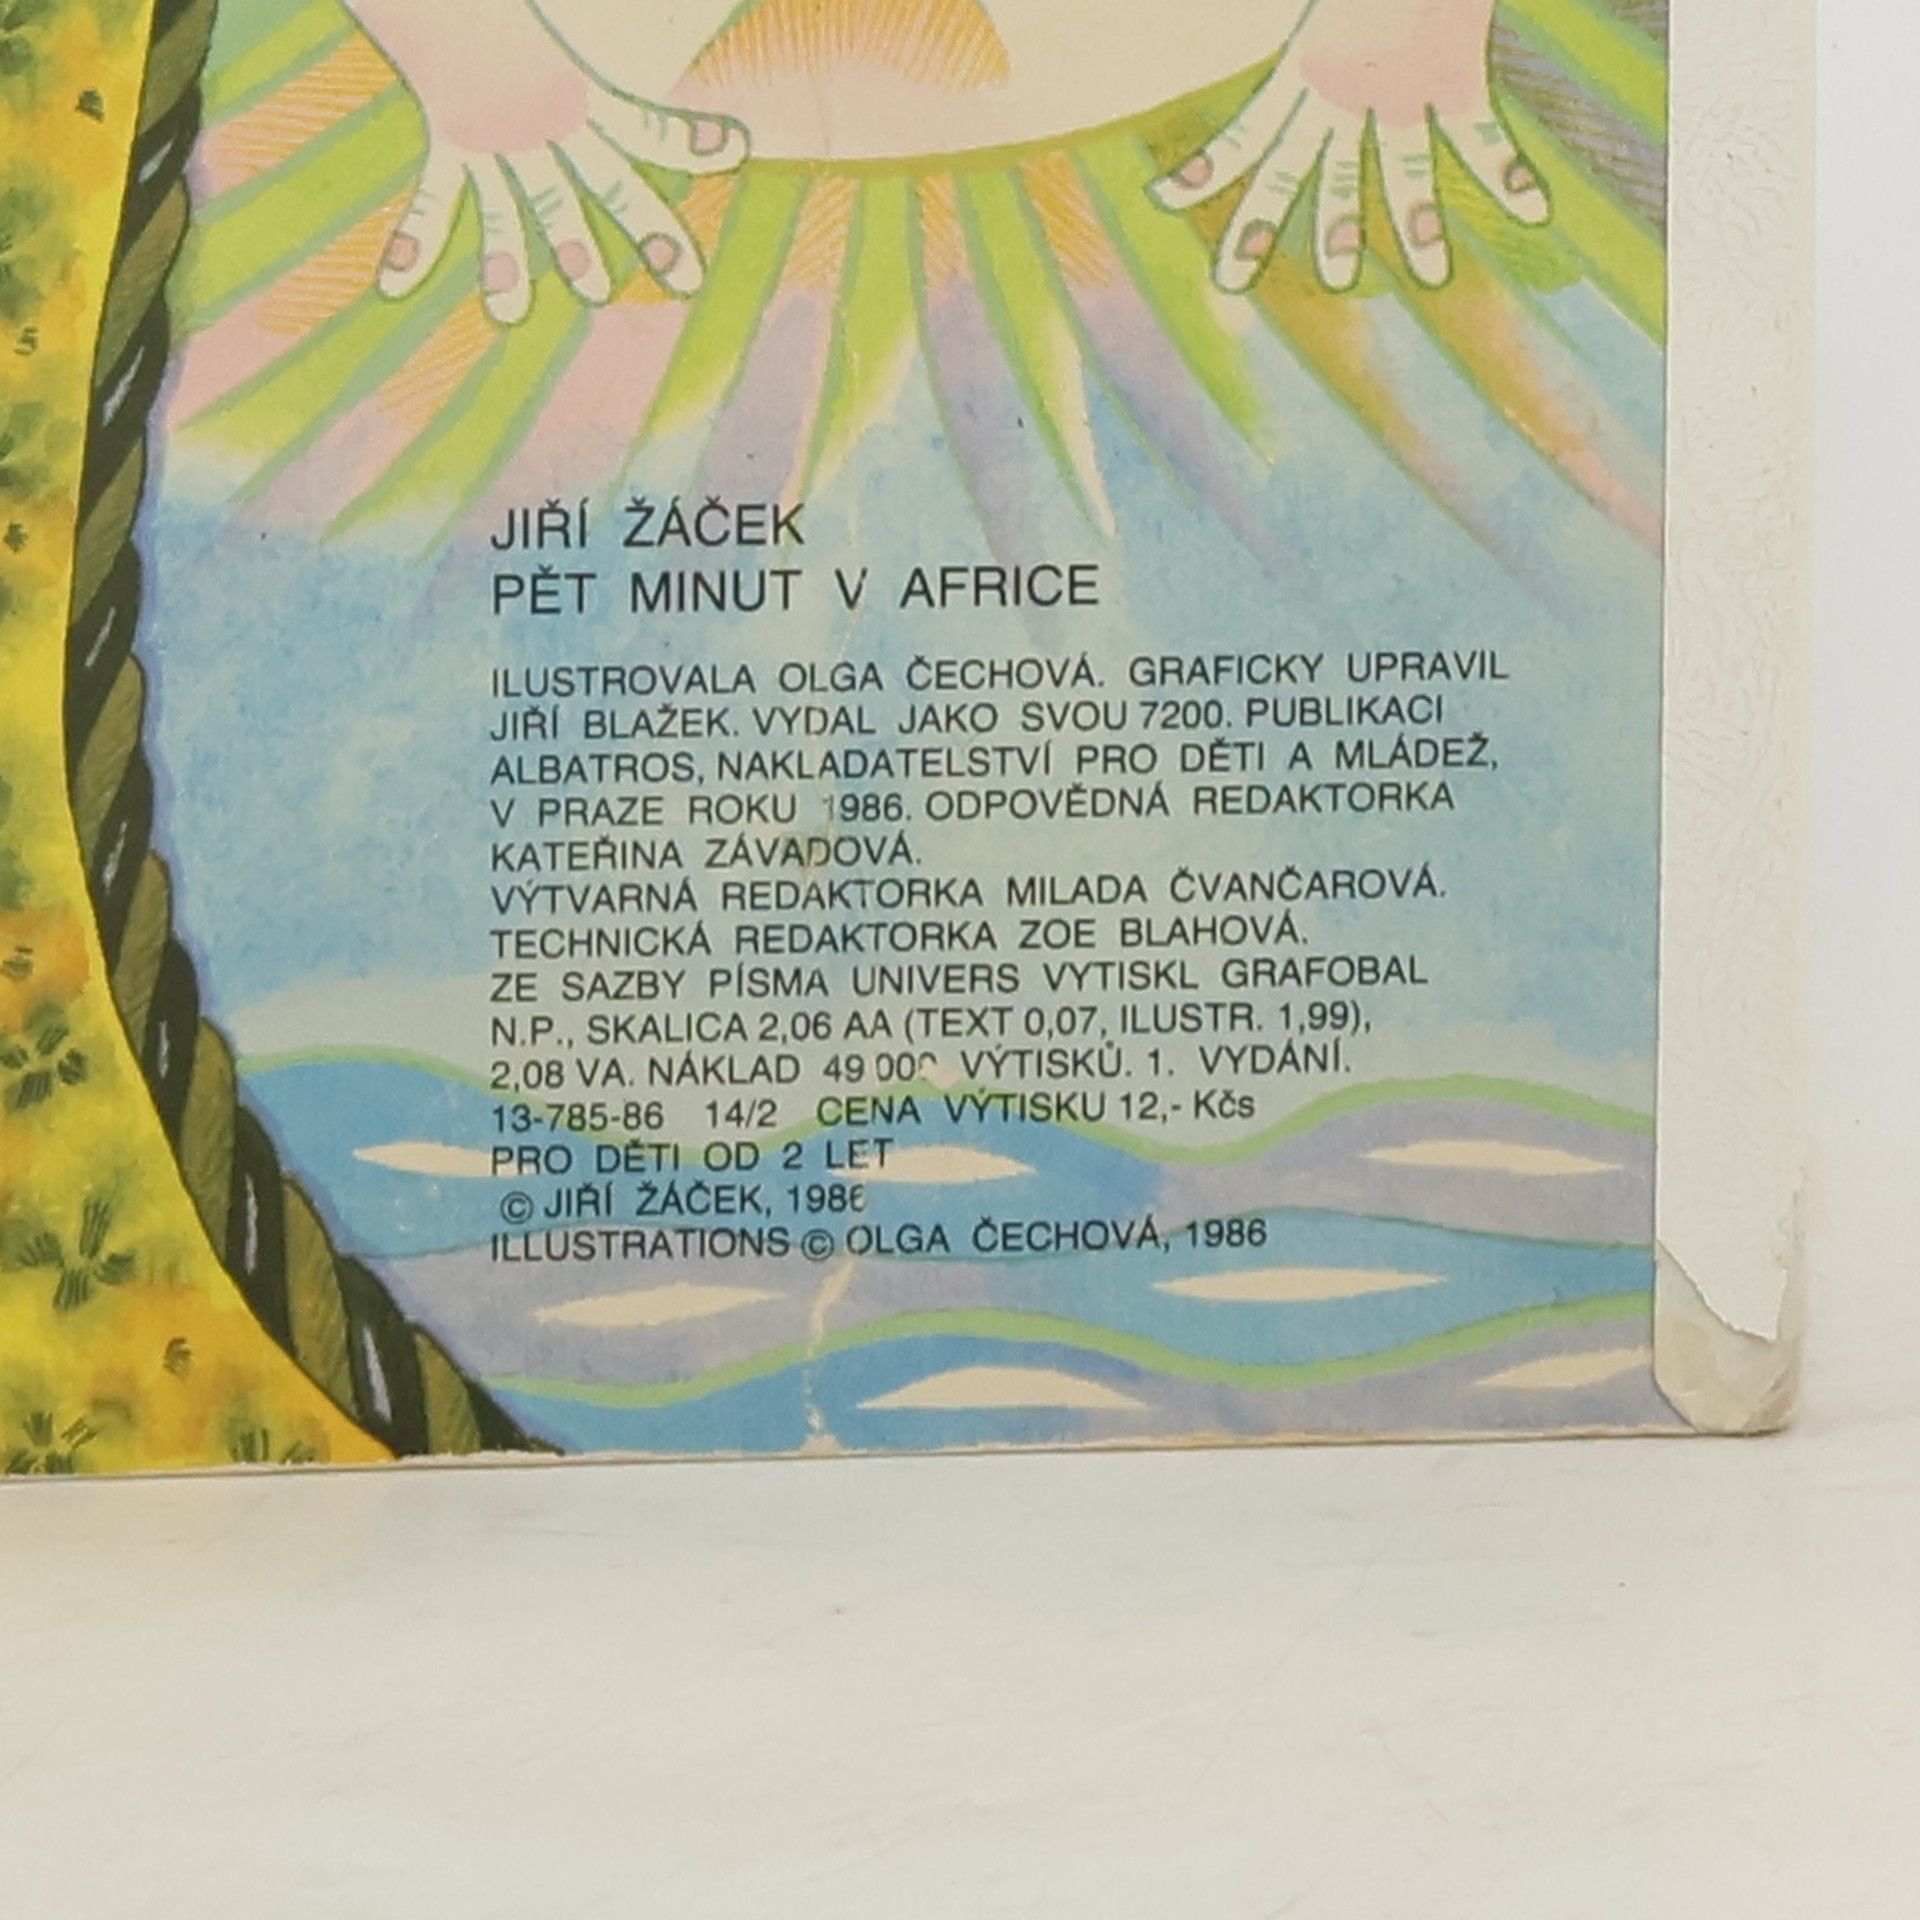 JIŘÍ ŽÁČEK
PĚT MINUT V AFRICE
ILUSTROVALA OLGA ČECHOVÁ. GRAFICKY UPRAVIL
JIŘÍ BLAŽEK. VYDAL JAKO SVOU 7200. PUBLIKACI
ALBATROS, NAKLADATELSTVÍ PRO DĚTI A MLÁDEŽ,
V PRAZE ROKU 1986. ODPOVĚDNÁ REDAKTORKA
KATEŘINA ZÁVADOVÁ.
VÝTVARNÁ REDAKTORKA MILADA ČVANČAROVÁ.
TECHNICKÁ REDAKTORKA ZOE BLAHOVÁ.
ZE SAZBY PÍSMA UNIVERS VYTISKL GRAFOBAL
N.P., SKALICA 2,06 AA (TEXT 0,07, ILUSTR. 1,99),
2,08 VA. NÁKLAD 49 000 VÝTISKŮ. 1. VYDÁNÍ.
13-785-86 14/2 CENA VÝTISKU 12,- Kčs
PRO DĚTI OD 2 LET
© JIŘÍ ŽÁČEK, 1986
ILLUSTRATIONS © OLGA ČECHOVÁ, 1986